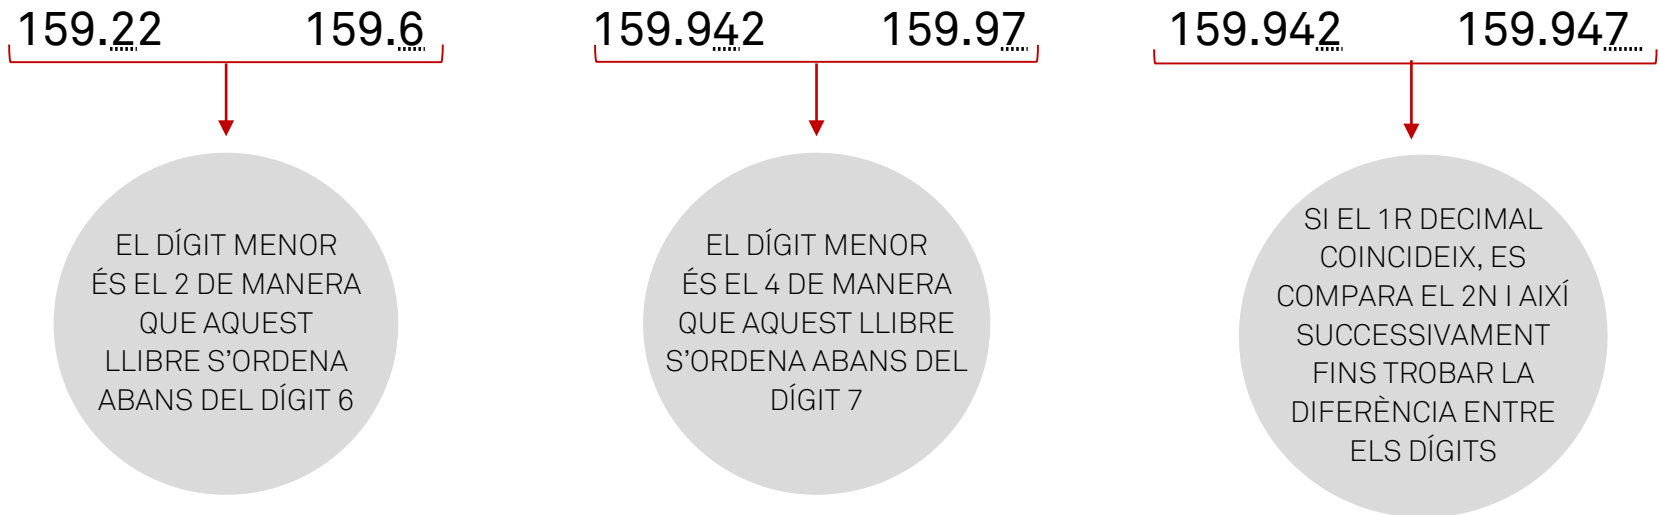 159.22 159.6
EL DÍGIT MENOR
ÉS EL 2 DE MANERA
QUE AQUEST
LLIBRE S’ORDENA
ABANS DEL DÍGIT 6
159.942 159.97
EL DÍGIT MENOR
ÉS EL 4 DE MANERA
QUE AQUEST LLIBRE
S’ORDENA ABANS DEL
DÍGIT 7
159.942 159.947
SI EL 1R DECIMAL
COINCIDEIX, ES
COMPARA EL 2N I AIXÍ
SUCCESSIVAMENT
FINS TROBAR LA
DIFERÈNCIA ENTRE
ELS DÍGITS